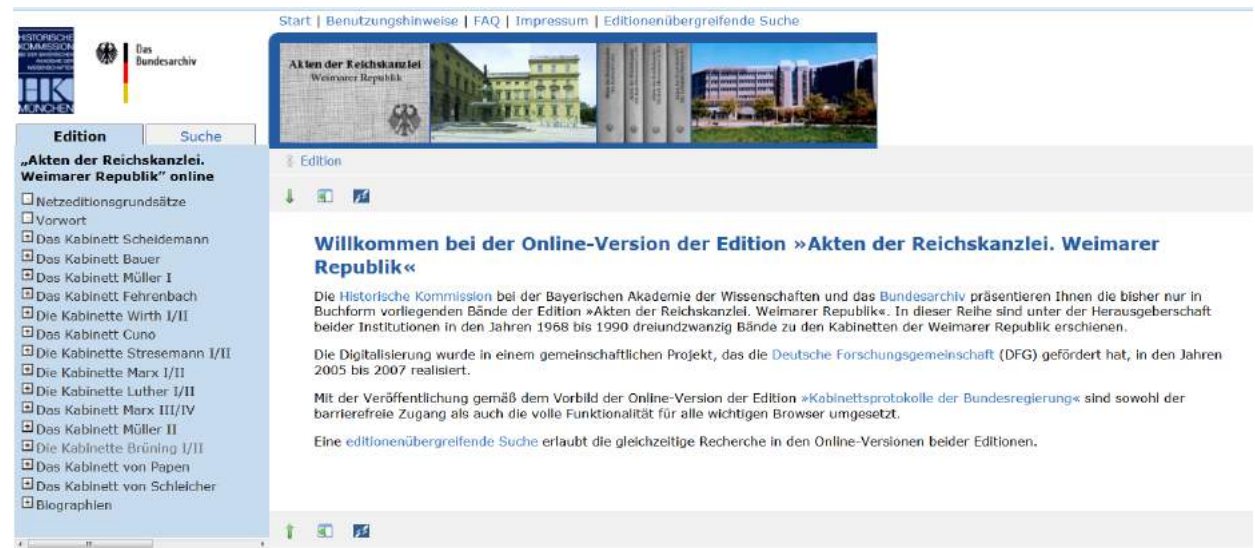 Start | Benutzungshinweise | FAQ | Impressum | Editionenübergreifende Suche
HISTORISCHE
KOMMISSION
MÜNCHEN
Das
Bundesarchiv
Akten der Reichskanzlei
Weimarer Republik
Edition
Suche
„Akten der Reichskanzlei.
Weimarer Republik" online
Netzeditionsgrundsätze
Vorwort
Das Kabinett Scheidemann
Das Kabinett Bauer
Das Kabinett Müller I
Das Kabinett Fehrenbach
Die Kabinette Wirth I/II
Das Kabinett Cuno
Die Kabinette Stresemann I/II
Die Kabinette Marx I/II
Die Kabinette Luther I/II
Das Kabinett Marx III/IV
Das Kabinett Müller II
Die Kabinette Brüning I/II
Das Kabinett von Papen
Das Kabinett von Schleicher
Biographien
Edition
Willkommen bei der Online-Version der Edition »Akten der Reichskanzlei. Weimarer
Republik«
Die Historische Kommission bei der Bayerischen Akademie der Wissenschaften und das Bundesarchiv präsentieren Ihnen die bisher nur in
Buchform vorliegenden Bände der Edition »Akten der Reichskanzlei. Weimarer Republik«. In dieser Reihe sind unter der Herausgeberschaft
beider Institutionen in den Jahren 1968 bis 1990 dreiundzwanzig Bände zu den Kabinetten der Weimarer Republik erschienen.
Die Digitalisierung wurde in einem gemeinschaftlichen Projekt, das die Deutsche Forschungsgemeinschaft (DFG) gefördert hat, in den Jahren
2005 bis 2007 realisiert.
Mit der Veröffentlichung gemäß dem Vorbild der Online-Version der Edition »Kabinettsprotokolle der Bundesregierung« sind sowohl der
barrierefreie Zugang als auch die volle Funktionalität für alle wichtigen Browser umgesetzt.
Eine editionenübergreifende Suche erlaubt die gleichzeitige Recherche in den Online-Versionen beider Editionen.